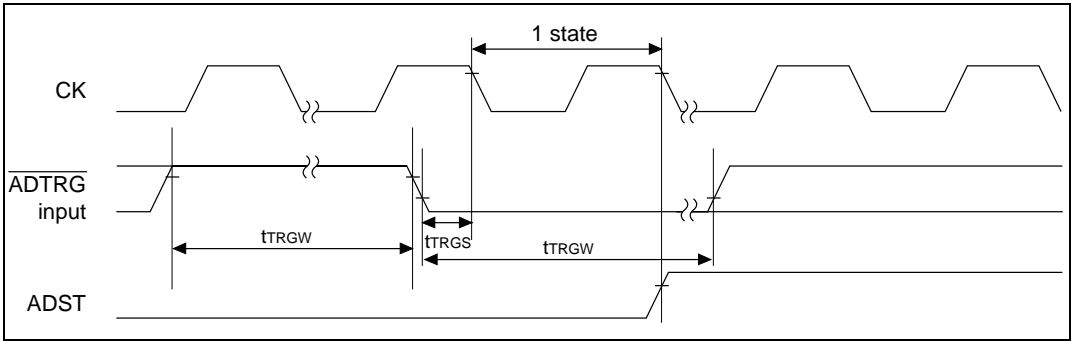 1 state
CK
ADTRG
input
tTRGW
tTRGS
tTRGW
ADST